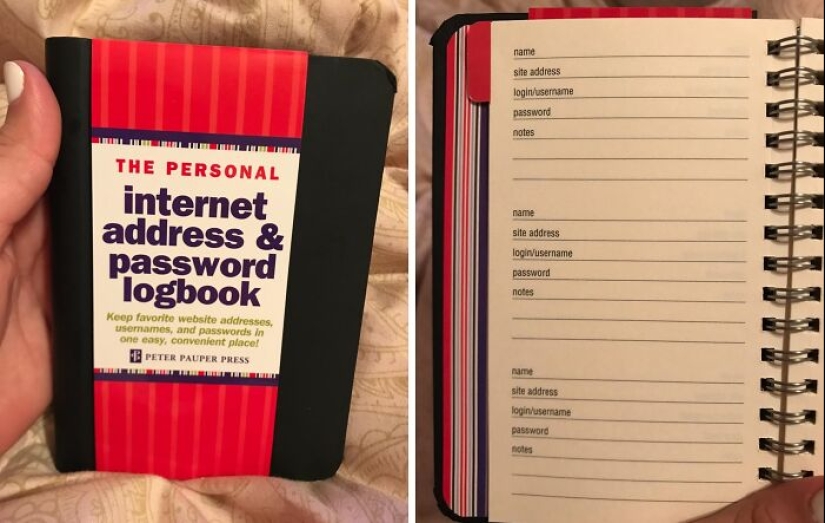 THE PERSONAL
internet
address &
password
logbook
Keep favorite website addresses,
usernames, and passwords in
one easy, convenient place!
PETER PAUPER PRESS
name
site address
login/username
password
notes
name
site address
login/username
password
notes
name
site address
login/username
password
notes